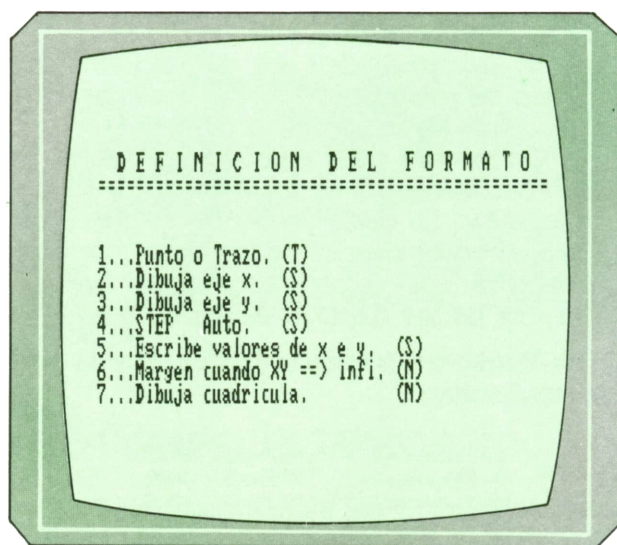 DEFINICION DEL FORMATO
==============================================
1...Punto o Trazo. (T)
2...Dibuja eje x. (S)
3...Dibuja eje y. (S)
4...STEP Auto. (S)
5...Escribe valores de x e y. (S)
6...Margen cuando XY ==> infi. (N)
7...Dibuja cuadricula. (N)